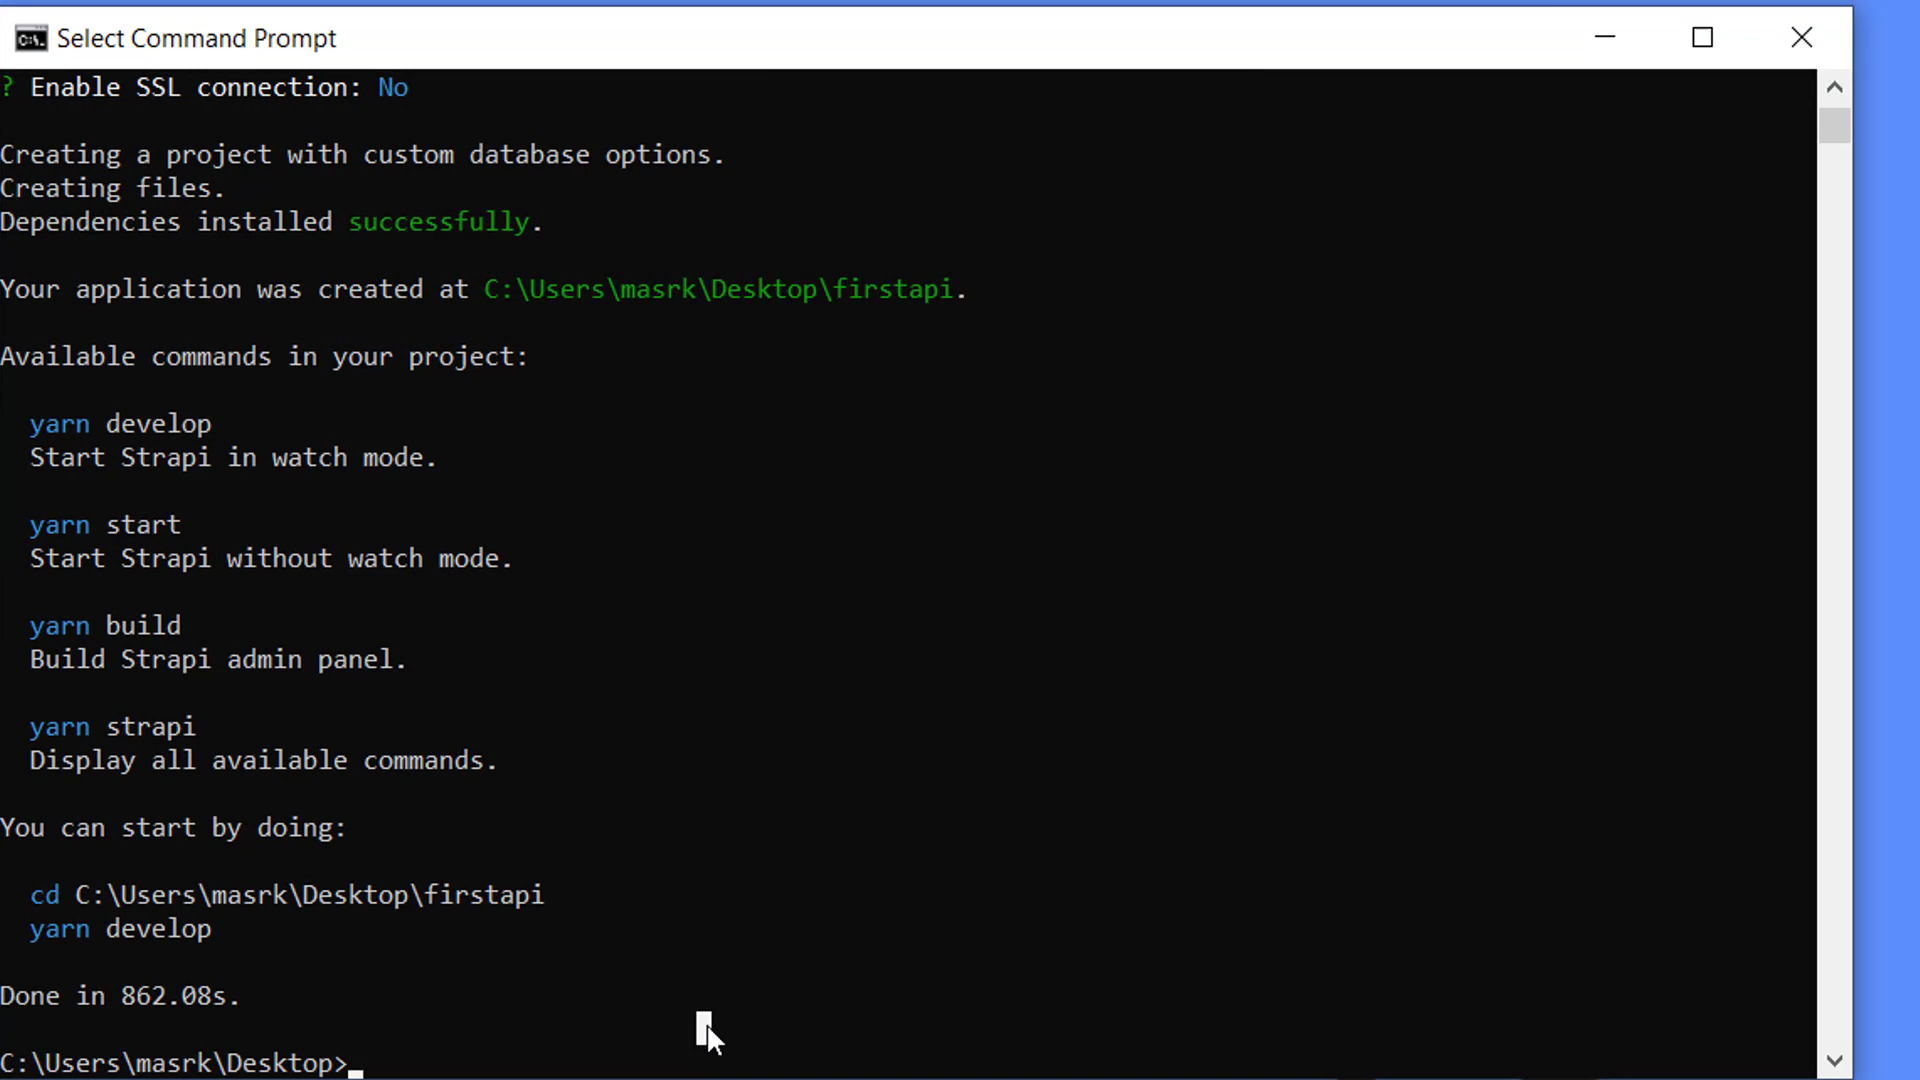 Select Command Prompt
? Enable SSL connection: No
Creating a project with custom database options.
Creating files.
Dependencies installed successfully.
Your application was created at C:\Users\masrk\Desktop\firstapi.
Available commands in your project:
yarn develop
Start Strapi in watch mode.
yarn start
Start Strapi without watch mode.
yarn build
Build Strapi admin panel.
yarn strapi
Display all available commands.
You can start by doing:
cd C:\Users\masrk\Desktop\firstapi
yarn develop
Done in 862.08s.
C:\Users\masrk\Desktop>_